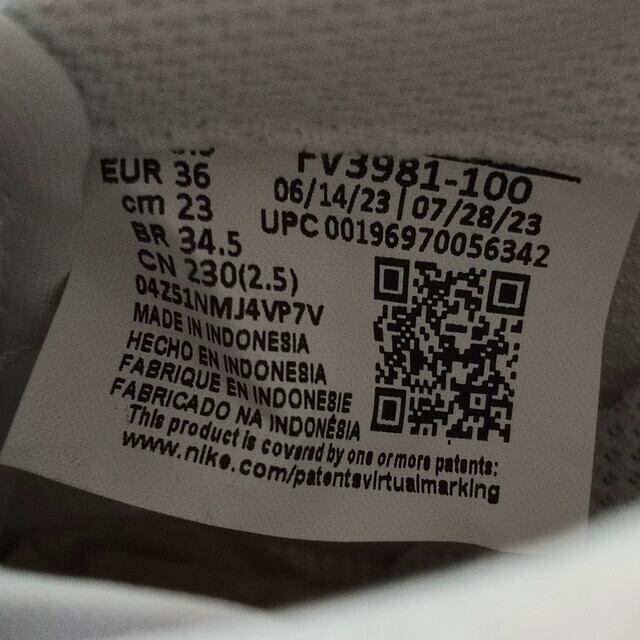 EUR 36
cm 23
BR 34.5
CN 230(2.5)
04Z51NMJ4VP7V
MADE IN INDONESIA
HECHO EN INDONESIA
FABRIQUE EN INDONESIE
FABRICADO NA INDONÉSIA
This product is covered by one or more patents:
www.nike.com/patentsvirtualmarking
FV3981-100
06/14/23 | 07/28/23
UPC 00196970056342